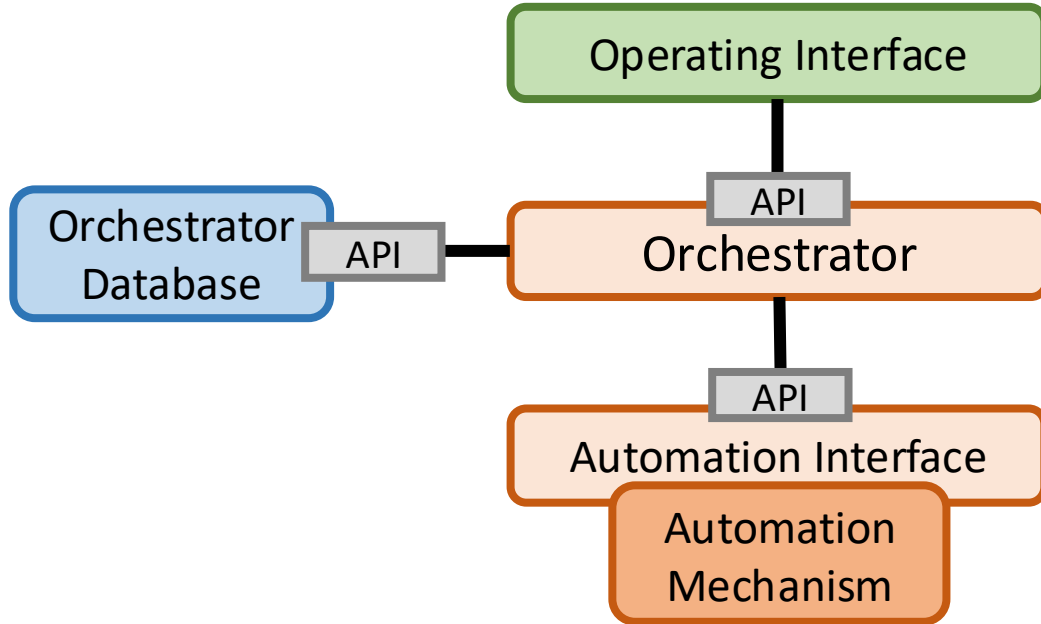 Operating Interface
API
Orchestrator
Database
API
Orchestrator
API
Automation Interface
Automation
Mechanism